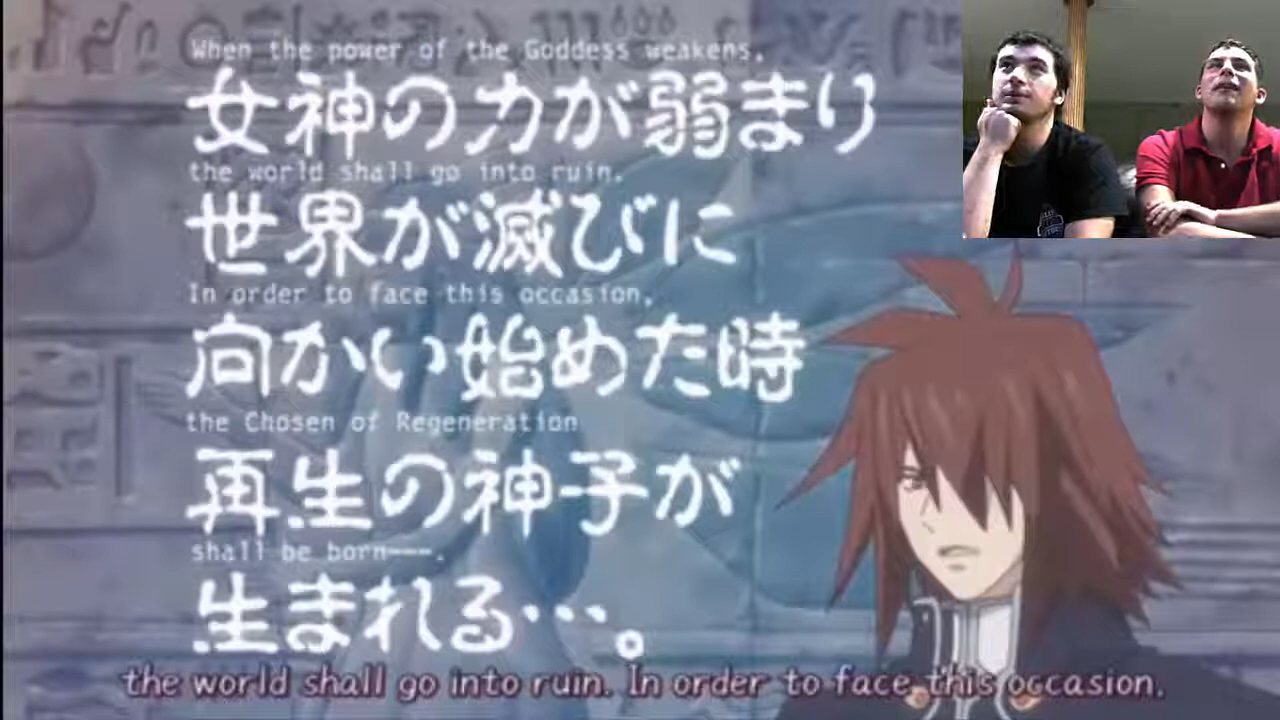 When the power of the Goddess weakens,
女神の力が弱まり
the world shall go into ruin.
世界が滅びに
In order to face this occasion,
向かい始めた時
the Chosen of Regeneration
再生の神子が
shall be born---.
生まれる…。
the world shall go into ruin. In order to face this occasion,